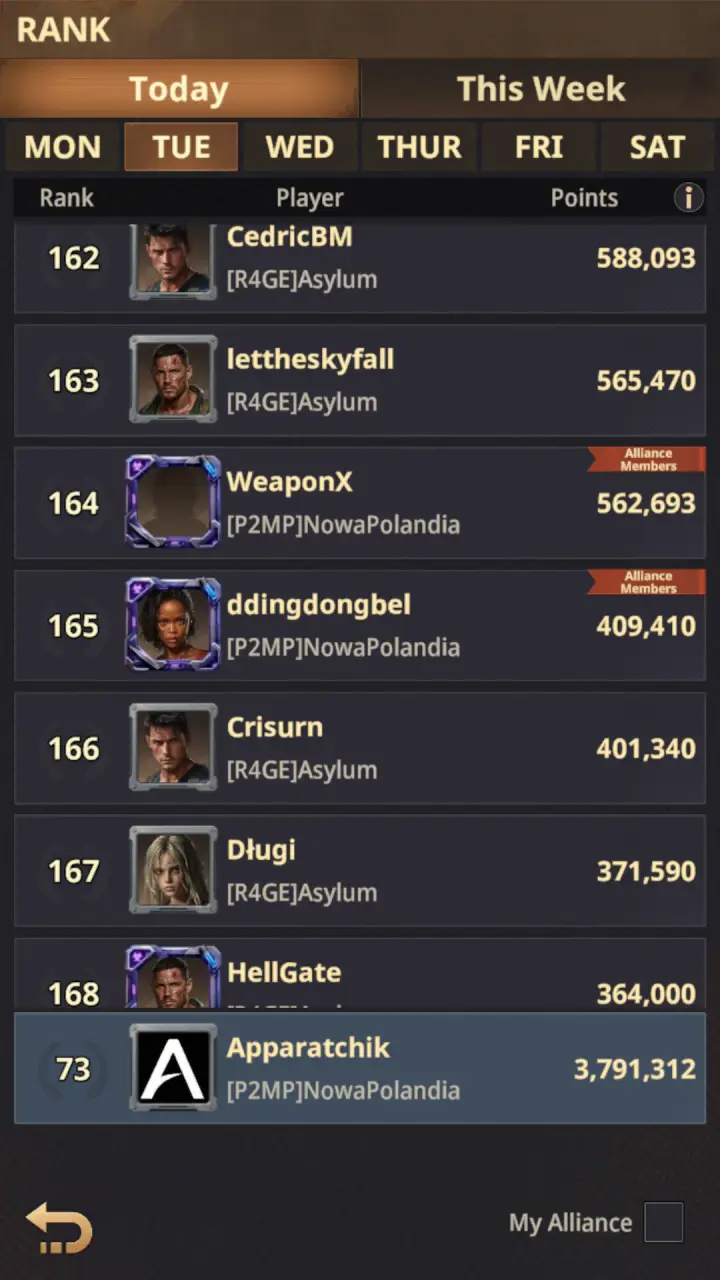 RANK
Today
This Week
MON TUE WED THUR FRI SAT
Rank Player Points
162 CedricBM 588,093
[R4GE]Asylum
163 lettheskyfall 565,470
[R4GE]Asylum
Alliance Members
164 WeaponX 562,693
[P2MP]NowaPolandia
Alliance Members
165 ddingdongbel 409,410
[P2MP]NowaPolandia
166 Crisurn 401,340
[R4GE]Asylum
167 Długi 371,590
[R4GE]Asylum
168 HellGate 364,000
73 Apparatchik 3,791,312
[P2MP]NowaPolandia
My Alliance